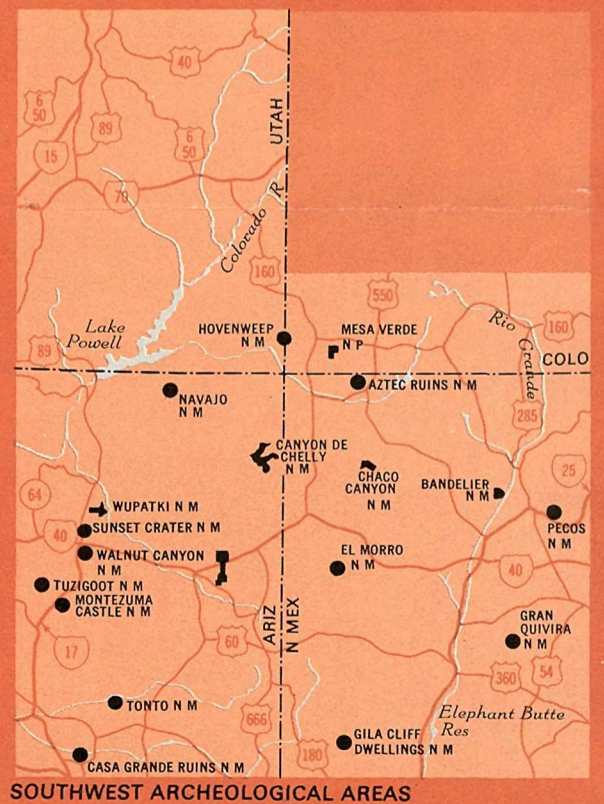 40
6
50
89
6
50
15
70
UTAH
Colorado R
160
550
Lake
Powell
HOVENWEEP
N M
MESA VERDE
N P
Rio Grande
160
89
COLO
NAVAJO
N M
AZTEC RUINS N M
285
CANYON DE
CHELLY
N M
CHACO
CANYON
N M
BANDELIER
N M
25
64
WUPATKI N M
PECOS
N M
SUNSET CRATER N M
40
WALNUT CANYON
N M
EL MORRO
N M
40
TUZIGOOT N M
MONTEZUMA
CASTLE N M
ARIZ
N MEX
GRAN
QUIVIRA
N M
60
17
54
360
TONTO N M
666
Elephant Butte
Res
GILA CLIFF
DWELLINGS N M
180
CASA GRANDE RUINS N M
SOUTHWEST ARCHEOLOGICAL AREAS